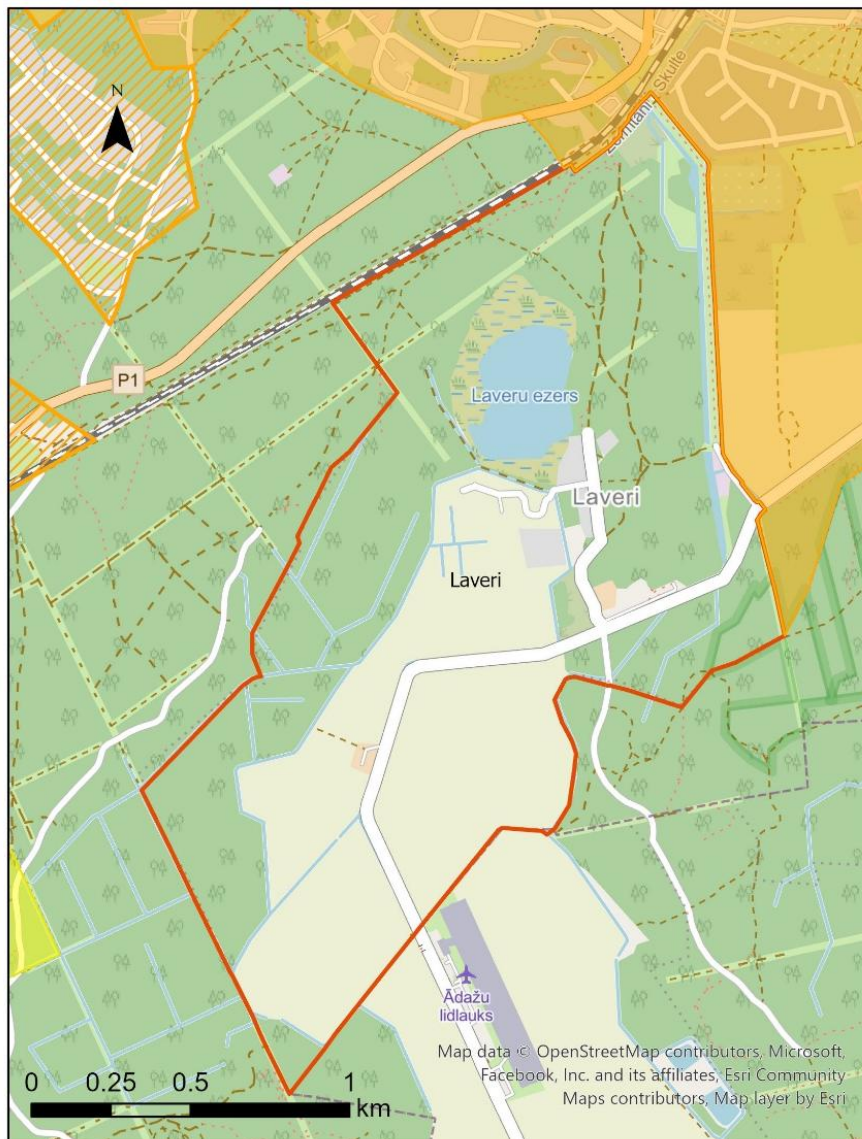 Zemitāni Skulte
N
P1
Laveru ezers
Laveri
Laveri
Ādažu
lidlauks
Map data © OpenStreetMap contributors, Microsoft,
Facebook, Inc. and its affiliates, Esri Community
Maps contributors, Map layer by Esri
0 0.25 0.5 1
km